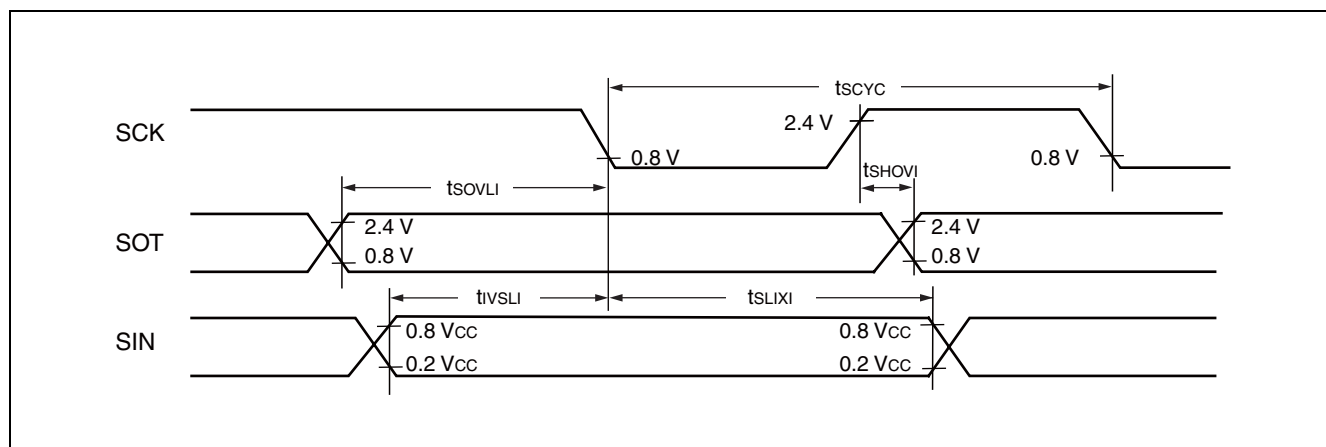 tSCYC
SCK
2.4 V
0.8 V
0.8 V
tSHOVI
tSOVLI
SOT
2.4 V
0.8 V
2.4 V
0.8 V
tIVSLI
tSLIXI
SIN
0.8 VCC
0.2 VCC
0.8 VCC
0.2 VCC